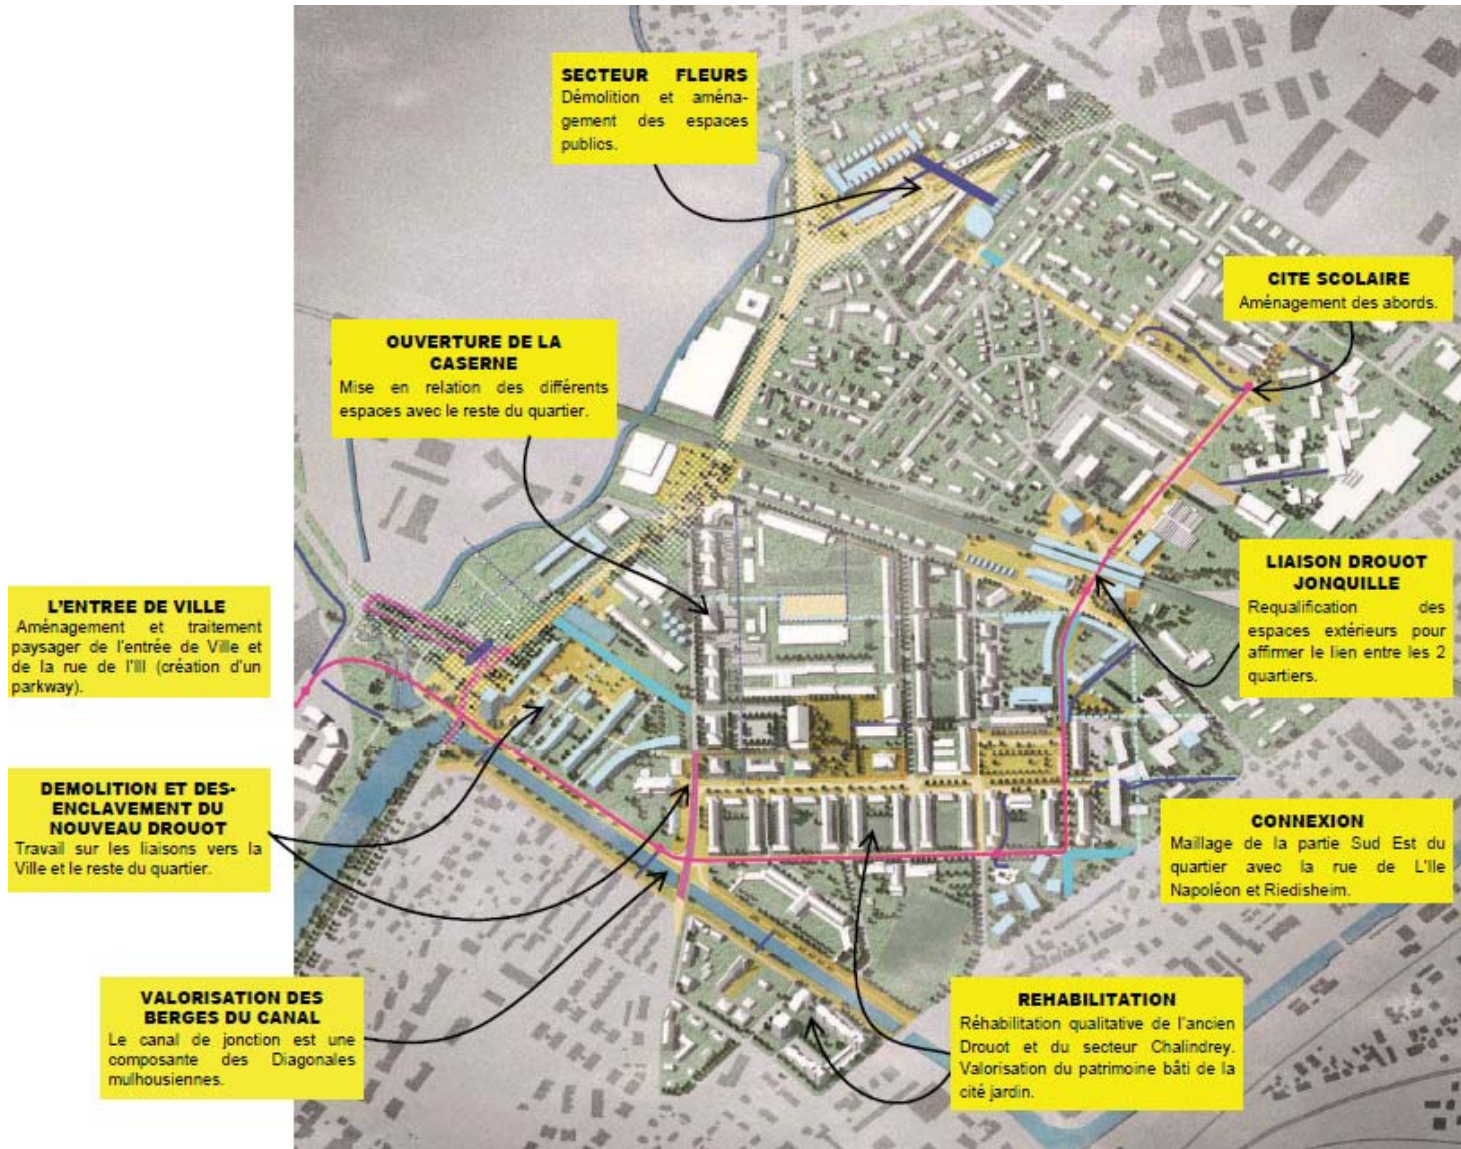 SECTEUR FLEURS
Démolition et aména-
gement des espaces
publics.
CITE SCOLAIRE
Aménagement des abords.
OUVERTURE DE LA
CASERNE
Mise en relation des différents
espaces avec le reste du quartier.
LIAISON DROUOT
JONQUILLE
Requalification des
espaces extérieurs pour
affirmer le lien entre les 2
quartiers.
L'ENTREE DE VILLE
Aménagement et traitement
paysager de l'entrée de Ville et
de la rue de l'Ill (création d'un
parkway).
DEMOLITION ET DES-
ENCLAVEMENT DU
NOUVEAU DROUOT
Travail sur les liaisons vers la
Ville et le reste du quartier.
CONNEXION
Maillage de la partie Sud Est du
quartier avec la rue de L'Ile
Napoléon et Riedisheim.
VALORISATION DES
BERGES DU CANAL
Le canal de jonction est une
composante des Diagonales
mulhousiennes.
REHABILITATION
Réhabilitation qualitative de l'ancien
Drouot et du secteur Chalindrey.
Valorisation du patrimoine bâti de la
cité jardin.